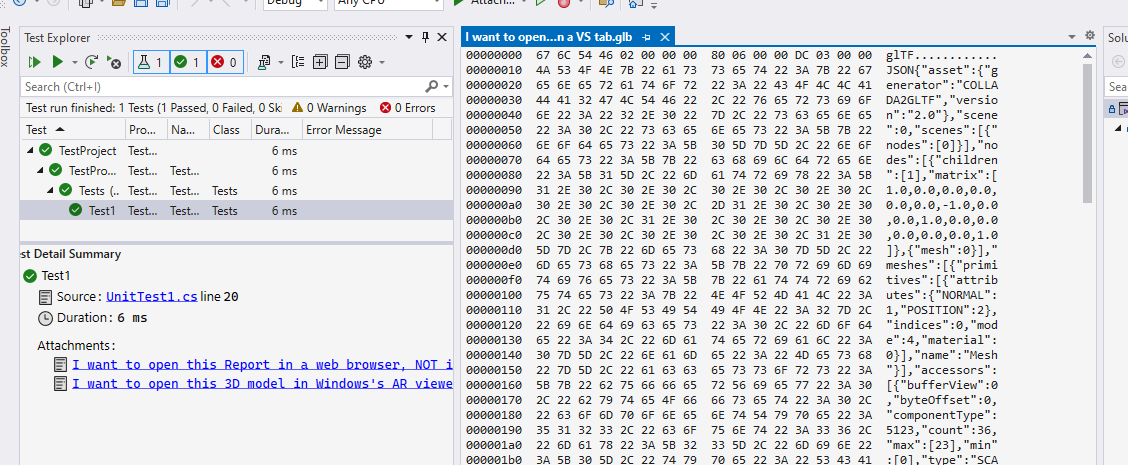 Debug
Any CPU
Attach...
Toolbox
Test Explorer
1
1
0
Search (Ctrl+I)
Test run finished: 1 Tests (1 Passed, 0 Failed, 0 Ski
0 Warnings
0 Errors
Test Pro... Na... Class Dura... Error Message
TestProject Test... 6 ms
TestPro... Test... Test... 6 ms
Tests (.. Test... Test... Tests 6 ms
Test1 Test... Test... Tests 6 ms
st Detail Summary
Test1
Source: UnitTest1.cs line 20
Duration: 6 ms
Attachments:
I want to open this Report in a web browser, NOT i
I want to open this 3D model in Windows's AR viewe
I want to open...n a VS tab.glb
00000000 67 6C 54 46 02 00 00 00 80 06 00 00 DC 03 00 00 glTF............
00000010 4A 53 4F 4E 7B 22 61 73 73 65 74 22 3A 7B 22 67 JSON{"asset":{"g
00000020 65 6E 65 72 61 74 6F 72 22 3A 22 43 4F 4C 4C 41 enerator":"COLLA
00000030 44 41 32 47 4C 54 46 22 2C 22 76 65 72 73 69 6F DA2GLTF","versio
00000040 6E 22 3A 22 32 2E 30 22 7D 2C 22 73 63 65 6E 65 n":"2.0"},"scene
00000050 22 3A 30 2C 22 73 63 65 6E 65 73 22 3A 5B 7B 22 ":0,"scenes":[{"
00000060 6E 6F 64 65 73 22 3A 5B 30 5D 7D 5D 2C 22 6E 6F nodes":[0]}],"no
00000070 64 65 73 22 3A 5B 7B 22 63 68 69 6C 64 72 65 6E des":[{"children
00000080 22 3A 5B 31 5D 2C 22 6D 61 74 72 69 78 22 3A 5B ":[1],"matrix":[
00000090 31 2E 30 2C 30 2E 30 2C 30 2E 30 2C 30 2E 30 2C 1.0,0.0,0.0,0.0,
000000a0 30 2E 30 2C 30 2E 30 2C 2D 31 2E 30 2C 30 2E 30 0.0,0.0,-1.0,0.0
000000b0 2C 30 2E 30 2C 31 2E 30 2C 30 2E 30 2C 30 2E 30 ,0.0,1.0,0.0,0.0
000000c0 2C 30 2E 30 2C 30 2E 30 2C 30 2E 30 2C 31 2E 30 ,0.0,0.0,0.0,1.0
000000d0 5D 7D 2C 7B 22 6D 65 73 68 22 3A 30 7D 5D 2C 22 ]},{"mesh":0}],"
000000e0 6D 65 73 68 65 73 22 3A 5B 7B 22 70 72 69 6D 69 meshes":[{"primi
000000f0 74 69 76 65 73 22 3A 5B 7B 22 61 74 74 72 69 62 tives":[{"attrib
00000100 75 74 65 73 22 3A 7B 22 4E 4F 52 4D 41 4C 22 3A utes":{"NORMAL":
00000110 31 2C 22 50 4F 53 49 54 49 4F 4E 22 3A 32 7D 2C 1,"POSITION":2},
00000120 22 69 6E 64 69 63 65 73 22 3A 30 2C 22 6D 6F 64 "indices":0,"mod
00000130 65 22 3A 34 2C 22 6D 61 74 65 72 69 61 6C 22 3A e":4,"material":
00000140 30 7D 5D 2C 22 6E 61 6D 65 22 3A 22 4D 65 73 68 0}],"name":"Mesh
00000150 22 7D 5D 2C 22 61 63 63 65 73 73 6F 72 73 22 3A "}],"accessors":
00000160 5B 7B 22 62 75 66 66 65 72 56 69 65 77 22 3A 30 [{"bufferView":0
00000170 2C 22 62 79 74 65 4F 66 66 73 65 74 22 3A 30 2C ,"byteOffset":0,
00000180 22 63 6F 6D 70 6F 6E 65 6E 74 54 79 70 65 22 3A "componentType":
00000190 35 31 32 33 2C 22 63 6F 75 6E 74 22 3A 33 36 2C 5123,"count":36,
000001a0 22 6D 61 78 22 3A 5B 32 33 5D 2C 22 6D 69 6E 22 "max":[23],"min"
000001b0 3A 5B 30 5D 2C 22 74 79 70 65 22 3A 22 53 43 41 :[0],"type":"SCA
Solu
Sear